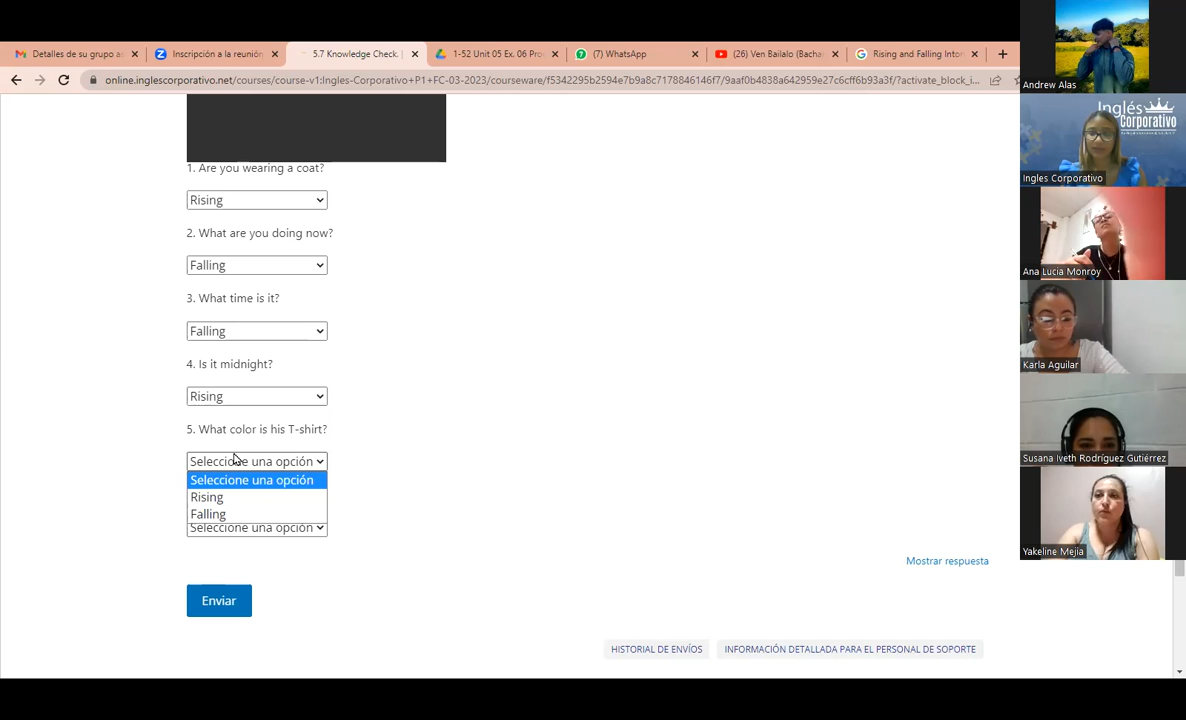 Detalles de su grupo a
Inscripción a la reunión
5.7 Knowledge Check. |
1-52 Unit 05 Ex. 06 Pro
(7) WhatsApp
(26) Ven Bailalo (Bacha
Rising and Falling Into
online.inglescorporativo.net/courses/course-v1:Ingles-Corporativo+P1+FC-03-2023/courseware/f5342295b2594e7b9a8c7178846146f7/9aaf0b4838a642959e27c6cff6b93a3f/?activate_block_i...
1. Are you wearing a coat?
Rising
2. What are you doing now?
Falling
3. What time is it?
Falling
4. Is it midnight?
Rising
5. What color is his T-shirt?
Seleccione una opción
Seleccione una opción
Rising
Falling
Seleccione una opción
Mostrar respuesta
Enviar
HISTORIAL DE ENVÍOS
INFORMACIÓN DETALLADA PARA EL PERSONAL DE SOPORTE
Andrew Alas
Inglés
Corporativo
Ingles Corporativo
Ana Lucia Monroy
Karla Aguilar
Susana Iveth Rodríguez Gutiérrez
Yakeline Mejia